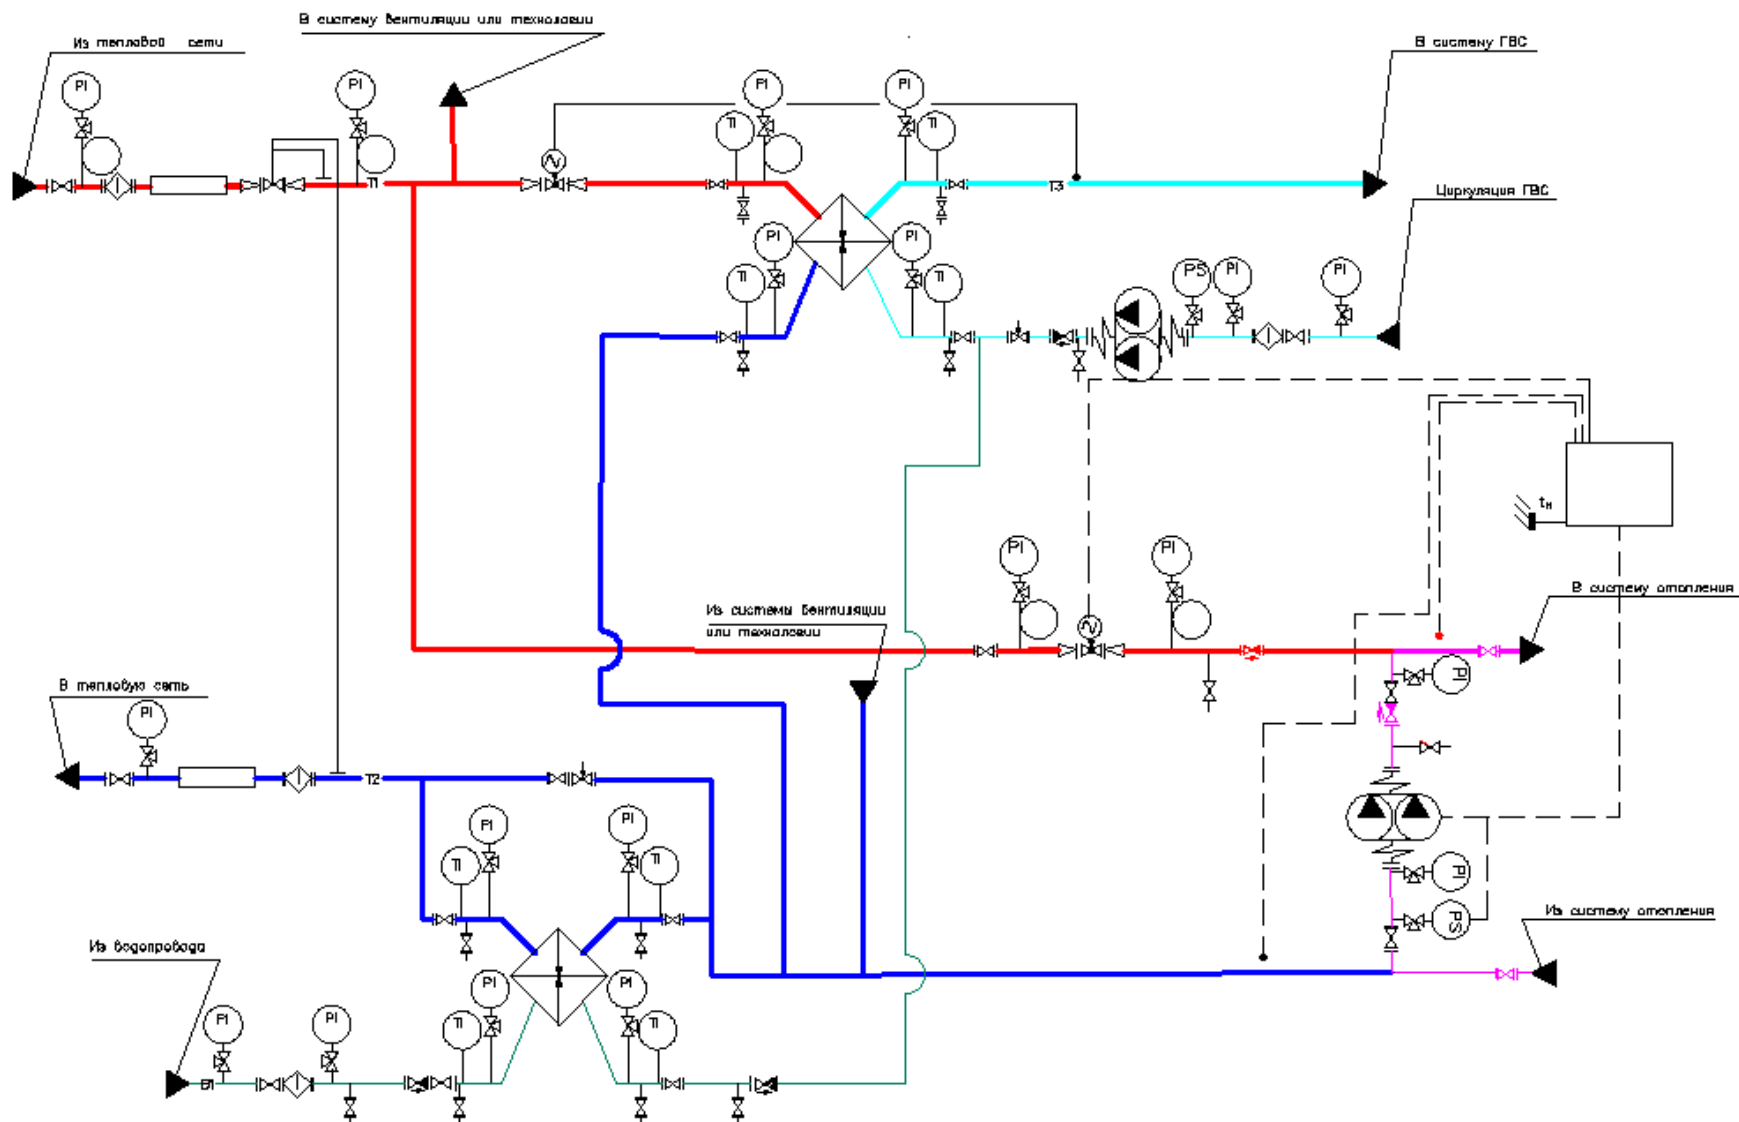 В систему вентиляции или технологии
Из тепловой сети
В систему ГВС
PI
PI
PI
PI
TI
TI
T1
T3
Циркуляция ГВС
PI
PI
TI
TI
PS
PI
PI
tн
PI
PI
В систему отопления
Из системы вентиляции
или технологии
PI
В тепловую сеть
PI
T2
PI
PI
TI
TI
PI
PS
Из систему отопления
Из водопровода
PI
PI
PI
PI
TI
TI
В1